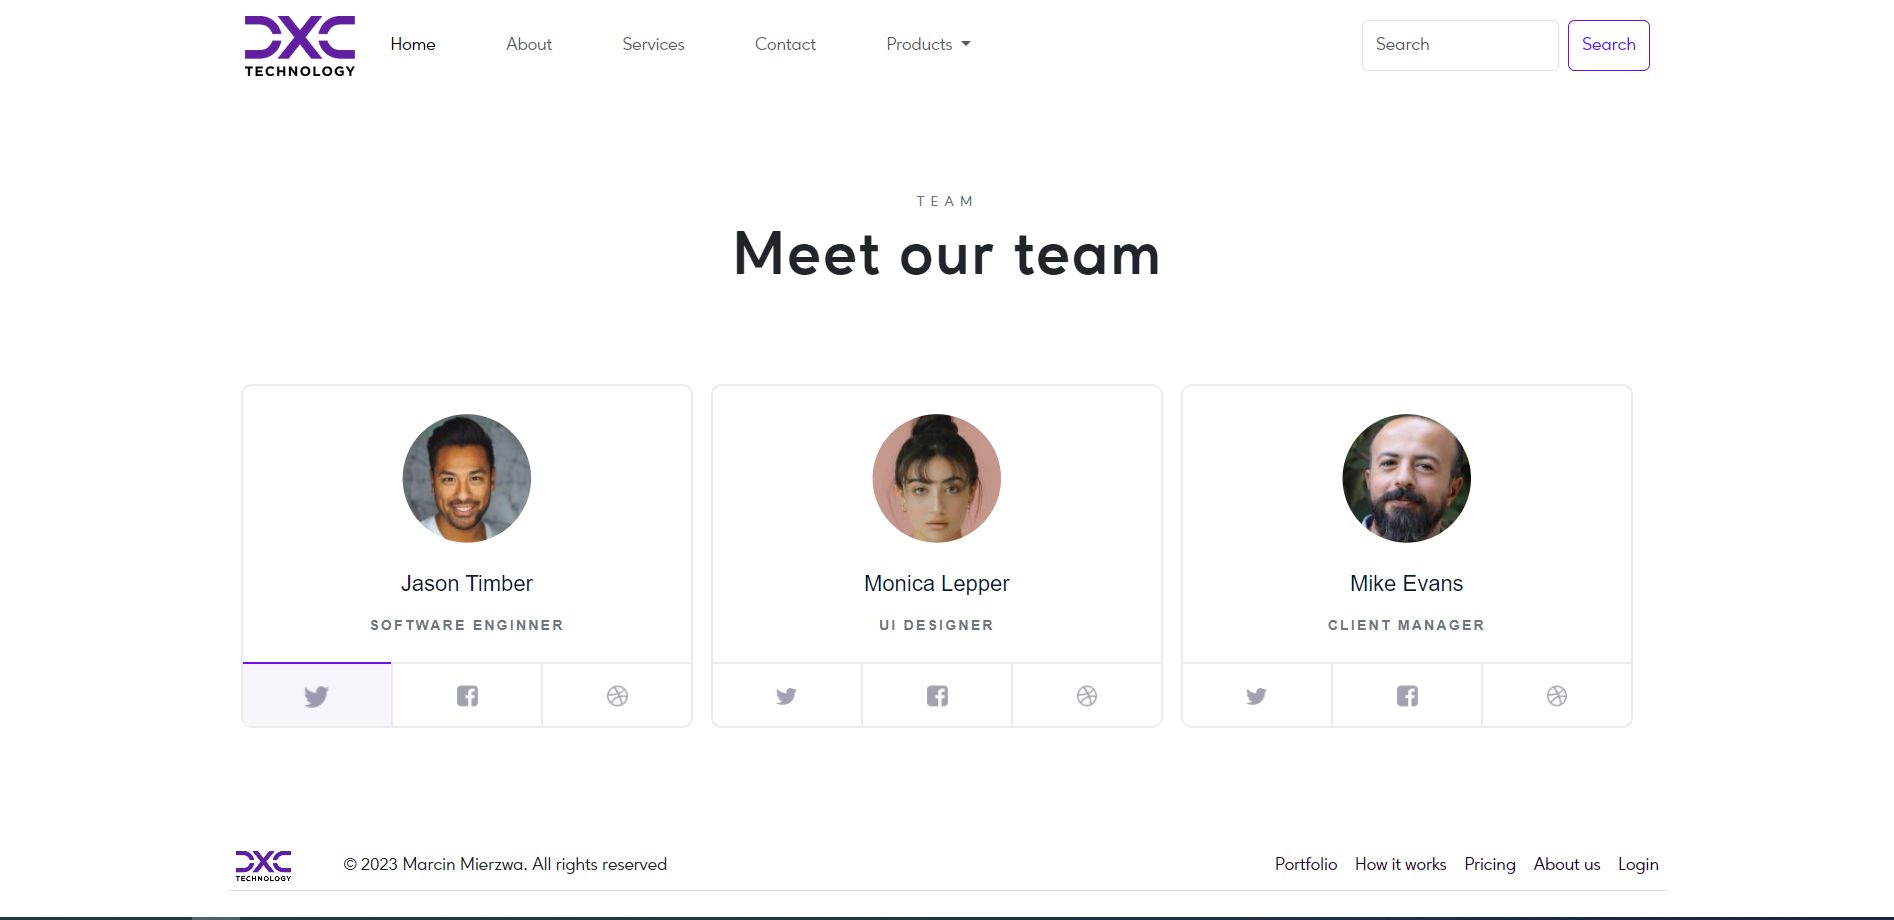 DXC
TECHNOLOGY
Home
About
Services
Contact
Products
Search
Search
TEAM
Meet our team
Jason Timber
SOFTWARE ENGINNER
Monica Lepper
UI DESIGNER
Mike Evans
CLIENT MANAGER
DXC
TECHNOLOGY
© 2023 Marcin Mierzwa. All rights reserved
Portfolio
How it works
Pricing
About us
Login